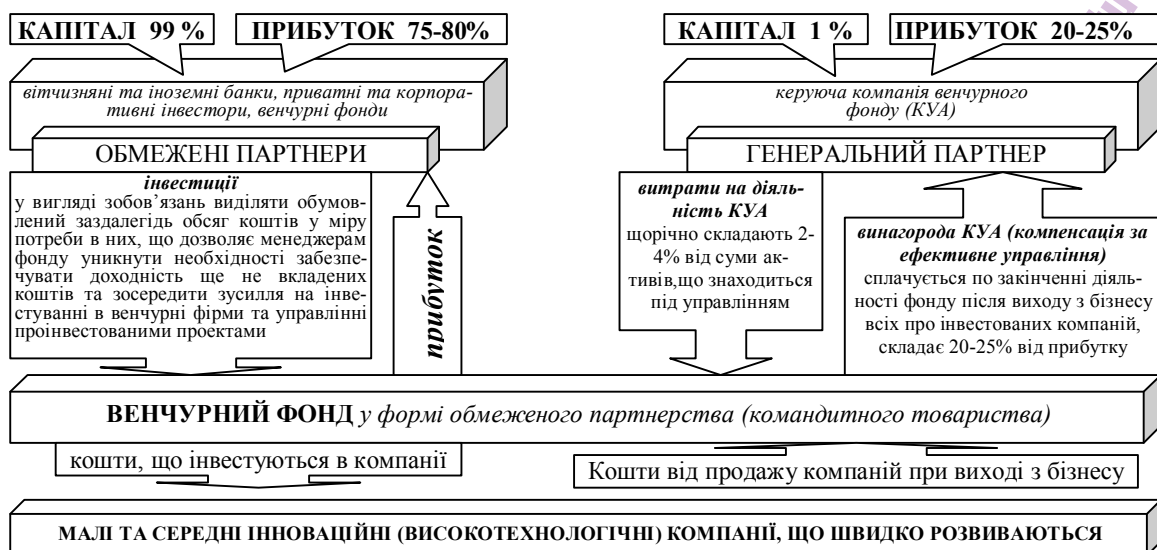 КАПІТАЛ 99 %
ПРИБУТОК 75-80%
вітчизняні та іноземні банки, приватні та корпора-
тивні інвестори, венчурні фонди
ОБМЕЖЕНІ ПАРТНЕРИ
інвестиції
у вигляді зобов’язань виділяти обумов-
лений заздалегідь обсяг коштів у міру
потреби в них, що дозволяє менеджерам
фонду уникнути необхідності забезпе-
чувати доходність ще не вкладених
коштів та зосередити зусилля на інве-
стуванні в венчурні фірми та управлінні
проінвестованими проектами
прибуток
КАПІТАЛ 1 %
ПРИБУТОК 20-25%
керуюча компанія венчурного
фонду (КУА)
ГЕНЕРАЛЬНИЙ ПАРТНЕР
витрати на діяль-
ність КУА
щорічно складають 2-
4% від суми ак-
тивів,що знаходиться
під управлінням
винагорода КУА (компенсація за
ефективне управління)
сплачується по закінченні діяль-
ності фонду після виходу з бізнесу
всіх про інвестованих компаній,
складає 20-25% від прибутку
ВЕНЧУРНИЙ ФОНД у формі обмеженого партнерства (командитного товариства)
кошти, що інвестуються в компанії
Кошти від продажу компаній при виході з бізнесу
МАЛІ ТА СЕРЕДНІ ІННОВАЦІЙНІ (ВИСОКОТЕХНОЛОГІЧНІ) КОМПАНІЇ, ЩО ШВИДКО РОЗВИВАЮТЬСЯ